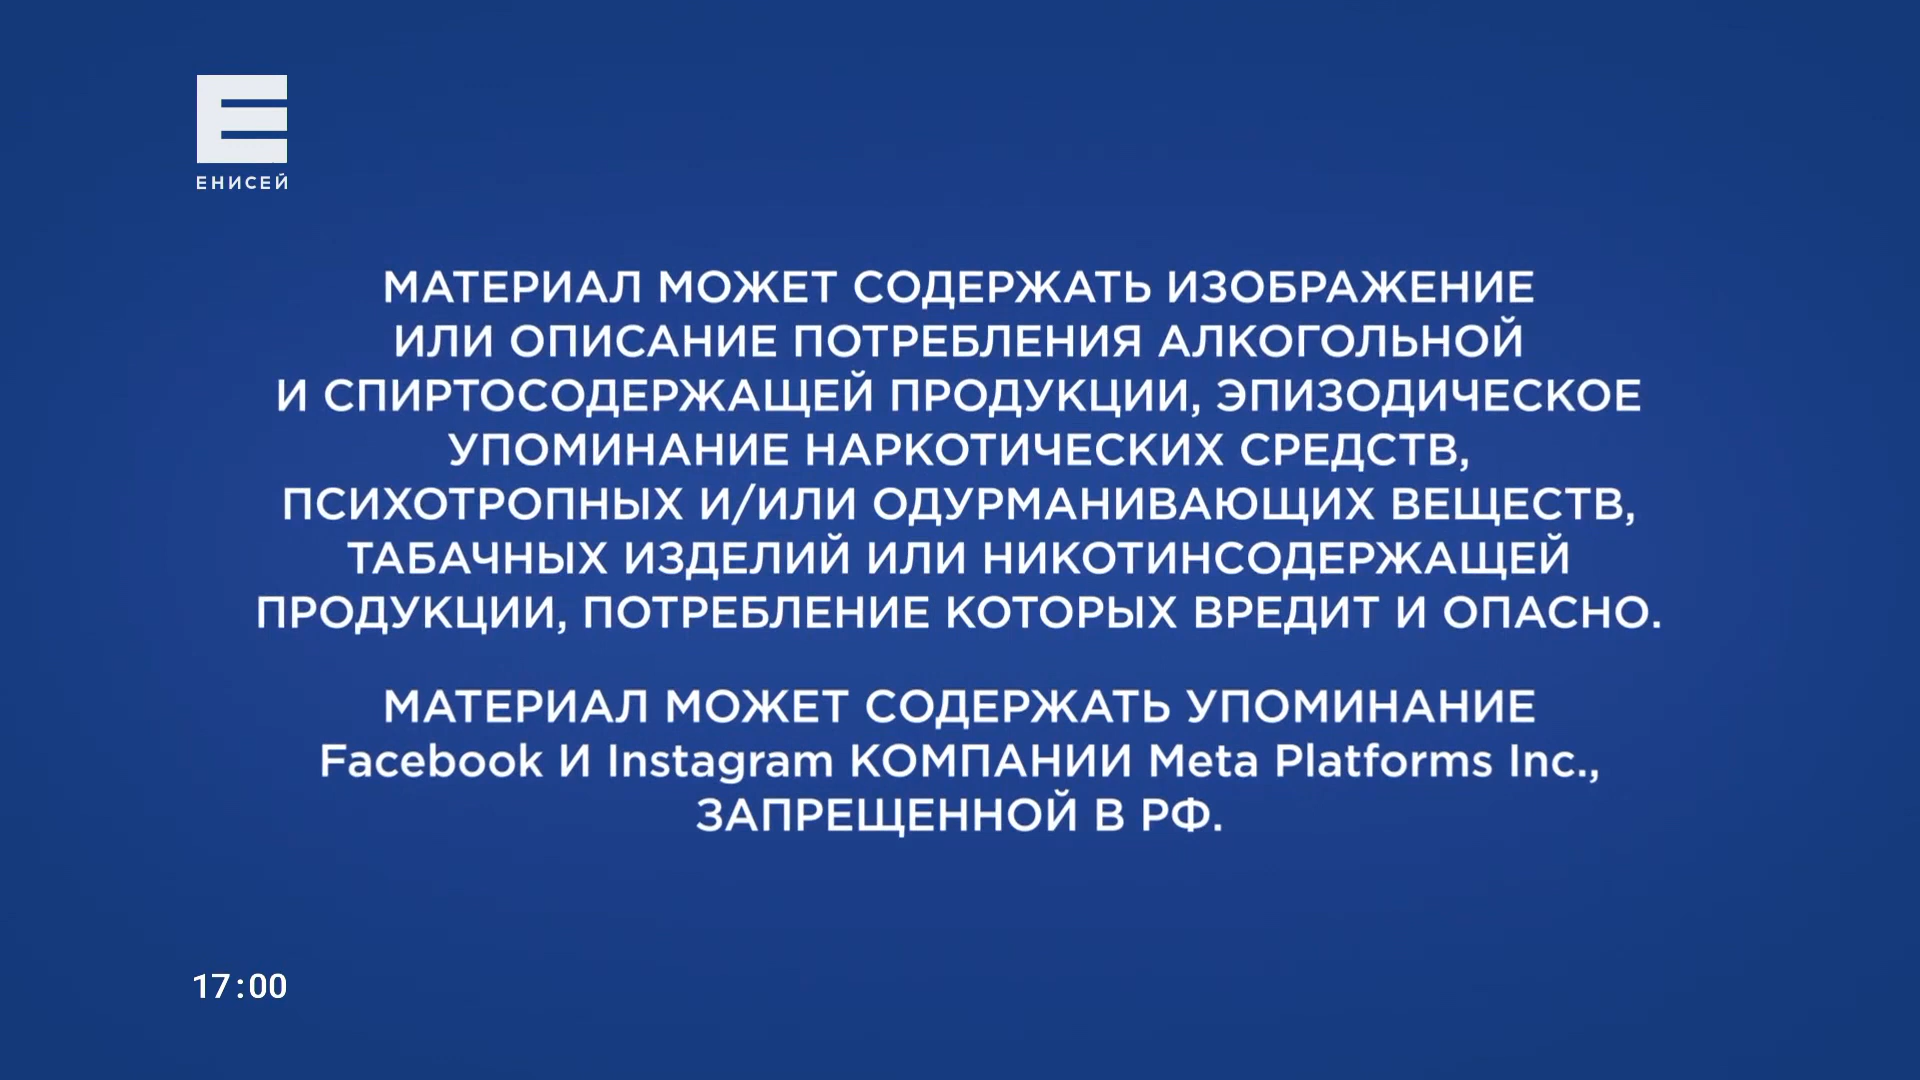 ЕНИСЕЙ
МАТЕРИАЛ МОЖЕТ СОДЕРЖАТЬ ИЗОБРАЖЕНИЕ
ИЛИ ОПИСАНИЕ ПОТРЕБЛЕНИЯ АЛКОГОЛЬНОЙ
И СПИРТОСОДЕРЖАЩЕЙ ПРОДУКЦИИ, ЭПИЗОДИЧЕСКОЕ
УПОМИНАНИЕ НАРКОТИЧЕСКИХ СРЕДСТВ,
ПСИХОТРОПНЫХ И/ИЛИ ОДУРМАНИВАЮЩИХ ВЕЩЕСТВ,
ТАБАЧНЫХ ИЗДЕЛИЙ ИЛИ НИКОТИНСОДЕРЖАЩЕЙ
ПРОДУКЦИИ, ПОТРЕБЛЕНИЕ КОТОРЫХ ВРЕДИТ И ОПАСНО.
МАТЕРИАЛ МОЖЕТ СОДЕРЖАТЬ УПОМИНАНИЕ
Facebook И Instagram КОМПАНИИ Meta Platforms Inc.,
ЗАПРЕЩЕННОЙ В РФ.
17:00